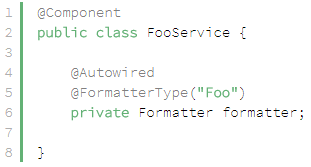 1 @Component
2 public class FooService {
3
4     @Autowired
5     @FormatterType("Foo")
6     private Formatter formatter;
7
8 }